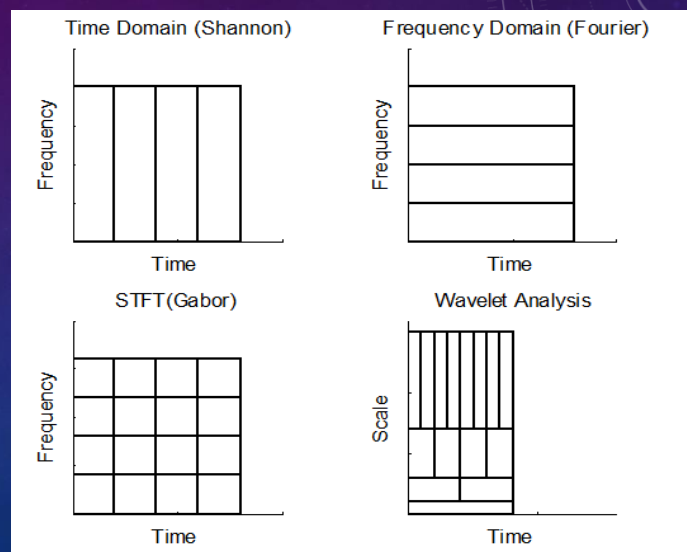 Time Domain (Shannon)
Frequency
Time
Frequency Domain (Fourier)
Frequency
Time
STFT(Gabor)
Frequency
Time
Wavelet Analysis
Scale
Time